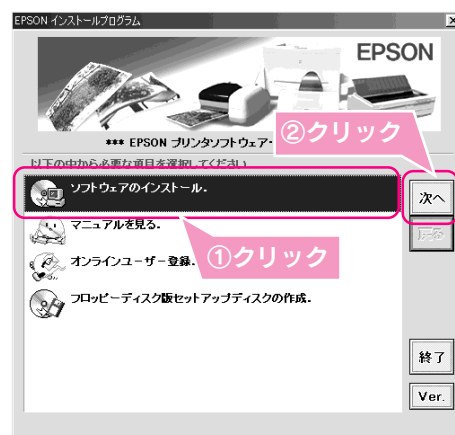 EPSON インストールプログラム
EPSON
*** EPSON プリンタソフトウェア・
②クリック
以下の中から必要な項目を選択してください
ソフトウェアのインストール.
次へ
マニュアルを見る.
戻る
①クリック
オンラインユーザー登録.
フロッピーディスク版セットアップディスクの作成.
終了
Ver.